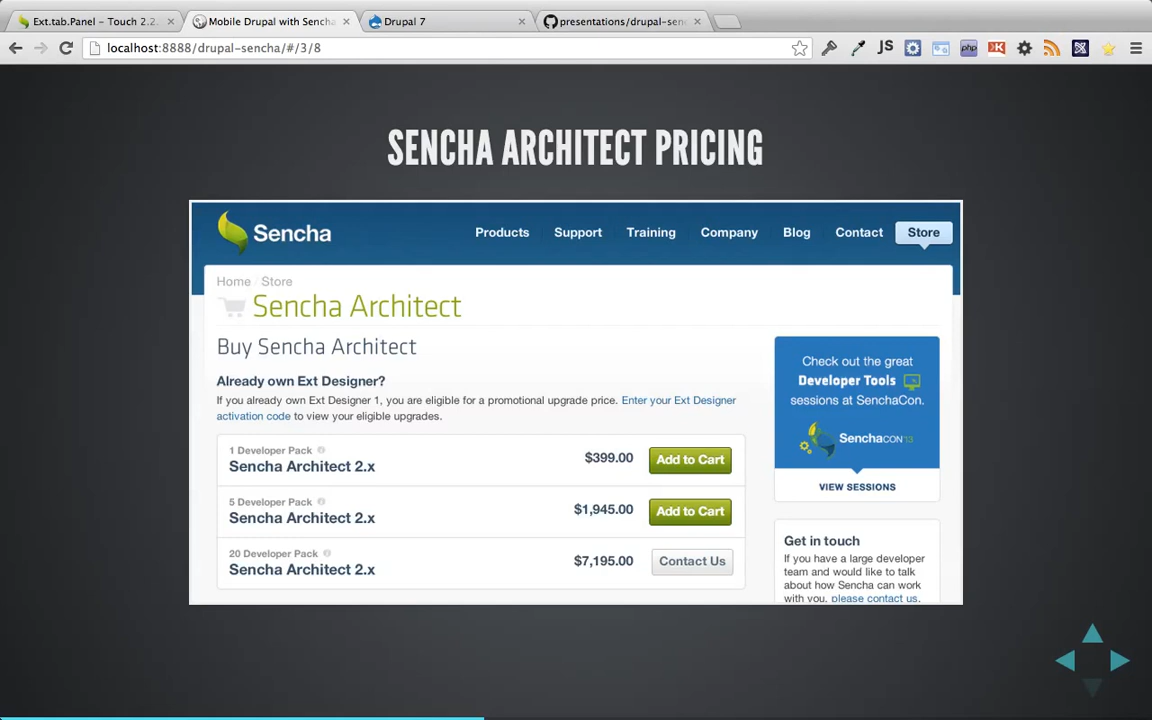 Ext.tab.Panel – Touch 2.2.
Mobile Drupal with Sencha
Drupal 7
presentations/drupal-sen
localhost:8888/drupal-sencha/#/3/8
JS
php
K
SENCHA ARCHITECT PRICING
Sencha
Products
Support
Training
Company
Blog
Contact
Store
Home / Store
Sencha Architect
Buy Sencha Architect
Already own Ext Designer?
If you already own Ext Designer 1, you are eligible for a promotional upgrade price. Enter your Ext Designer
activation code to view your eligible upgrades.
1 Developer Pack
Sencha Architect 2.x
$399.00
Add to Cart
5 Developer Pack
Sencha Architect 2.x
$1,945.00
Add to Cart
20 Developer Pack
Sencha Architect 2.x
$7,195.00
Contact Us
Check out the great
Developer Tools
sessions at SenchaCon.
SENCHACON'13
VIEW SESSIONS
Get in touch
If you have a large developer
team and would like to talk
about how Sencha can work
with you, please contact us.